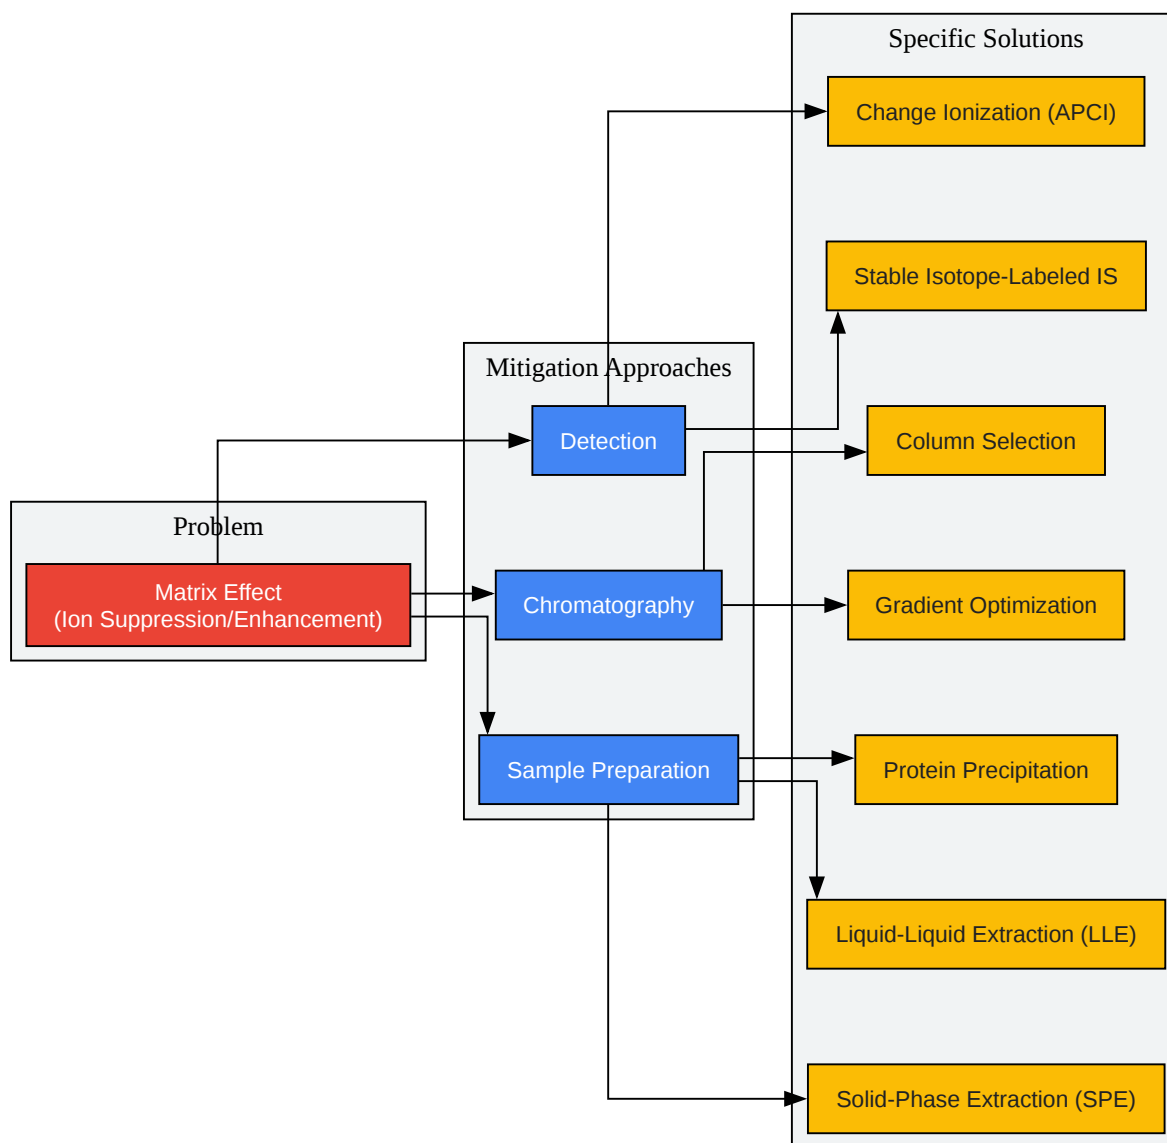 Problem
Matrix Effect
(Ion Suppression/Enhancement)
Mitigation Approaches
Detection
Chromatography
Sample Preparation
Specific Solutions
Change Ionization (APCI)
Stable Isotope-Labeled IS
Column Selection
Gradient Optimization
Protein Precipitation
Liquid-Liquid Extraction (LLE)
Solid-Phase Extraction (SPE)